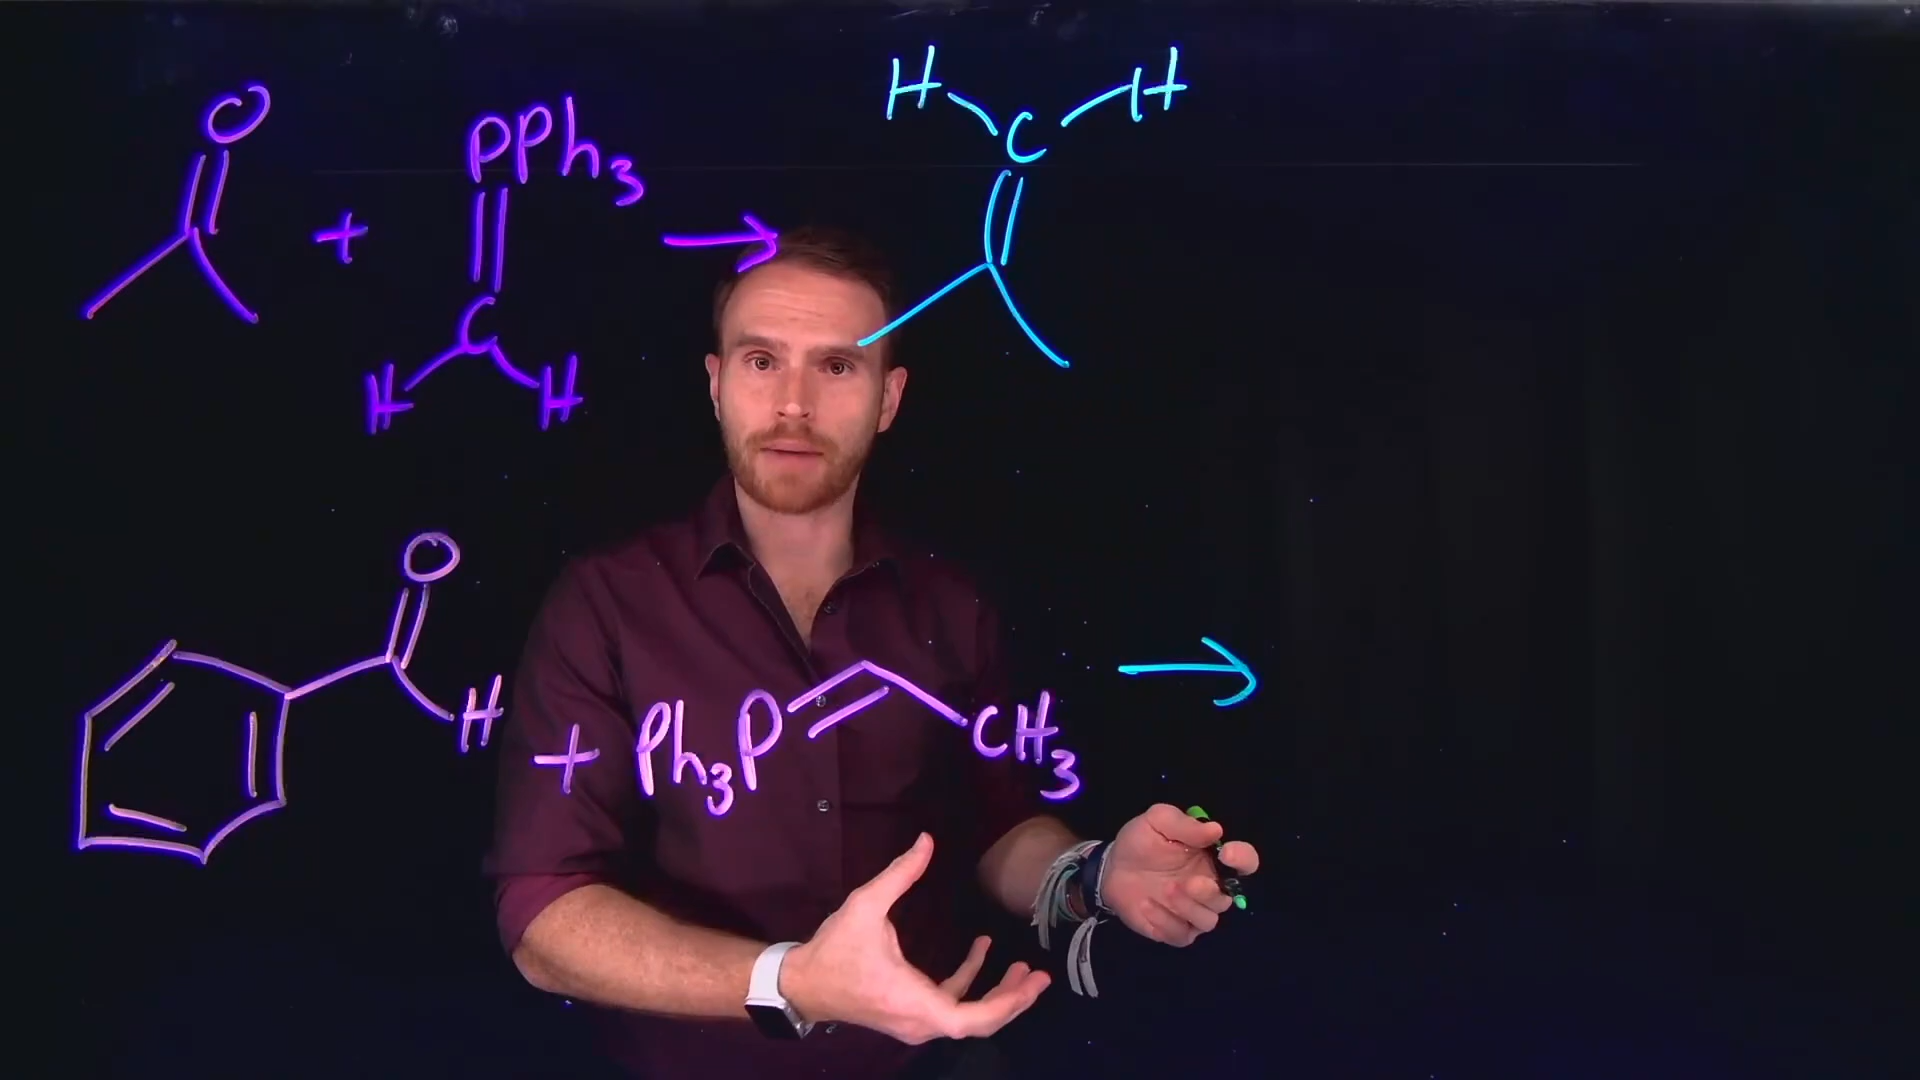 O + PPh3 → H C H
C
H H
O
H + Ph3P CH3 →